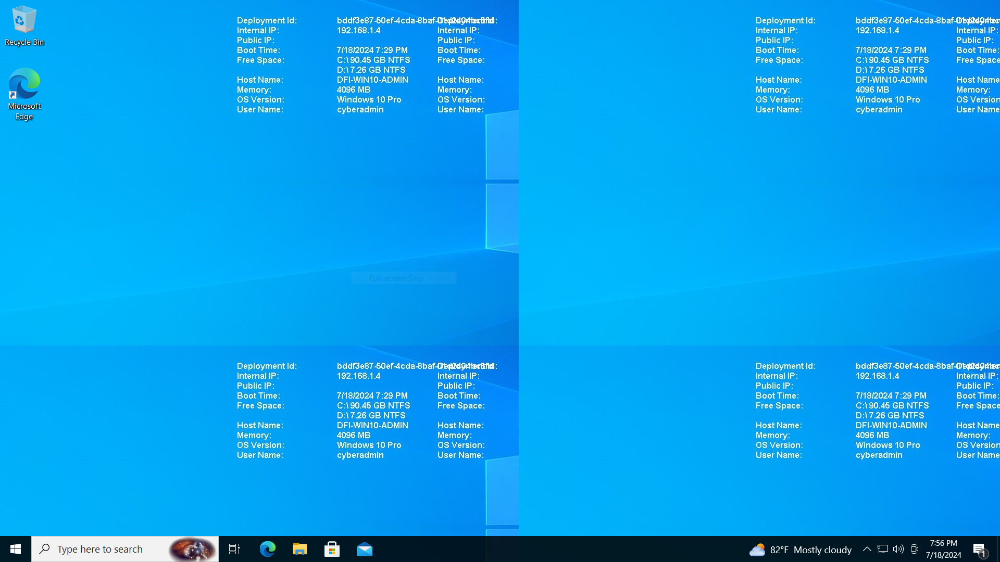 Recycle Bin
Microsoft
Edge
Deployment Id: bddf3e87-50ef-4cda-8baf-
Internal IP: 192.168.1.4 Internal IP:
Public IP: Public IP:
Boot Time: 7/18/2024 7:29 PM Boot Time:
Free Space: C:\ 90.45 GB NTFS Free Space:
D:\ 7.26 GB NTFS
Host Name: DFI-WIN10-ADMIN Host Name:
Memory: 4096 MB Memory:
OS Version: Windows 10 Pro OS Version:
User Name: cyberadmin User Name:
Deployment Id: bddf3e87-50ef-4cda-8baf-
Internal IP: 192.168.1.4 Internal IP:
Public IP: Public IP:
Boot Time: 7/18/2024 7:29 PM Boot Time:
Free Space: C:\ 90.45 GB NTFS Free Space
D:\ 7.26 GB NTFS
Host Name: DFI-WIN10-ADMIN Host Name
Memory: 4096 MB Memory:
OS Version: Windows 10 Pro OS Version
User Name: cyberadmin User Name
Full-screen Snip
Deployment Id: bddf3e87-50ef-4cda-8baf-
Internal IP: 192.168.1.4 Internal IP:
Public IP: Public IP:
Boot Time: 7/18/2024 7:29 PM Boot Time:
Free Space: C:\ 90.45 GB NTFS Free Space:
D:\ 7.26 GB NTFS
Host Name: DFI-WIN10-ADMIN Host Name:
Memory: 4096 MB Memory:
OS Version: Windows 10 Pro OS Version:
User Name: cyberadmin User Name:
Deployment Id: bddf3e87-50ef-4cda-8baf-
Internal IP: 192.168.1.4 Internal IP:
Public IP: Public IP:
Boot Time: 7/18/2024 7:29 PM Boot Time:
Free Space: C:\ 90.45 GB NTFS Free Space
D:\ 7.26 GB NTFS
Host Name: DFI-WIN10-ADMIN Host Name
Memory: 4096 MB Memory:
OS Version: Windows 10 Pro OS Version
User Name: cyberadmin User Name
Type here to search
82°F Mostly cloudy
7:56 PM
7/18/2024
1